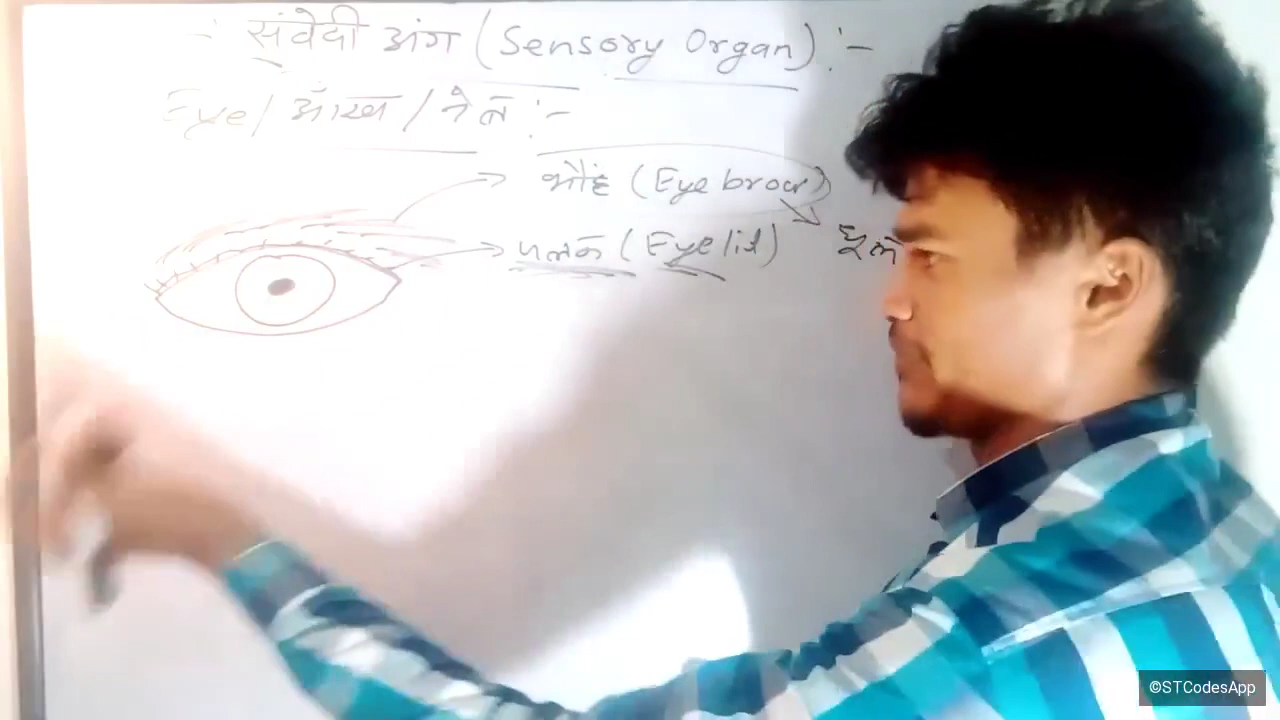 संवेदी अंग (Sensory Organ) :-
Eye / आँख / नेत्र :-
भौंह (Eye brow)
पलक (Eye lid)
©STCodesApp